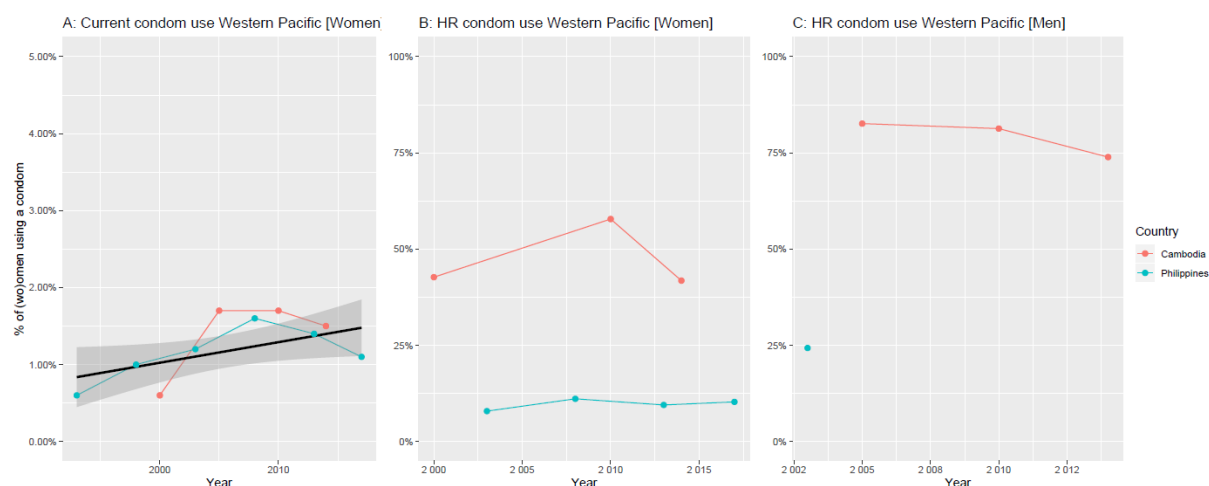 A: Current condom use Western Pacific [Women]
B: HR condom use Western Pacific [Women]
C: HR condom use Western Pacific [Men]
% of (wo)omen using a condom
5.00%
4.00%
3.00%
2.00%
1.00%
0.00%
2000
2010
Year
100%
75%
50%
25%
0%
2 000
2 005
2 010
2 015
Year
100%
75%
50%
25%
0%
2 002
2 005
2 008
2 010
2 012
Year
Country
Cambodia
Philippines